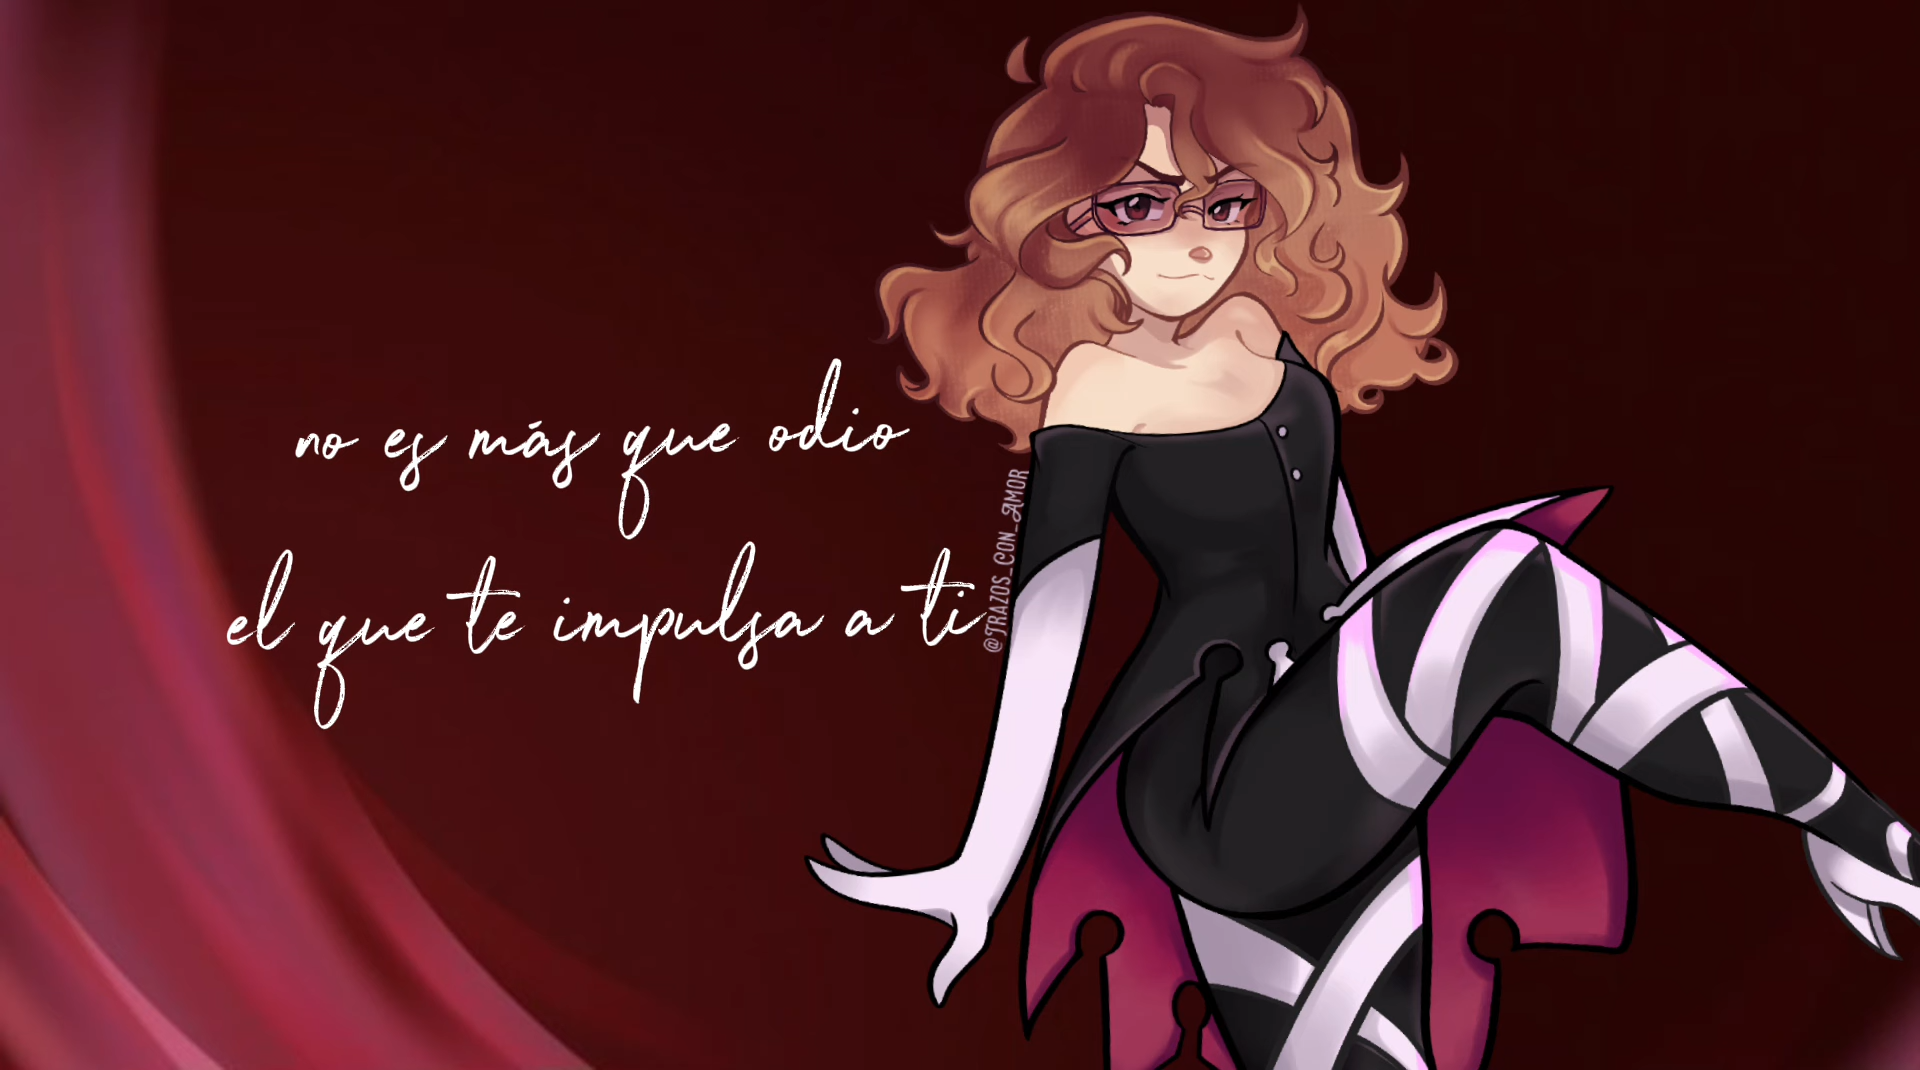 no es más que odio
el que te impulsa a ti
@Trazos_Con_Amor